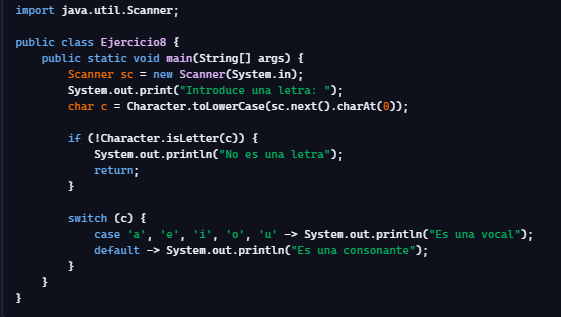 import java.util.Scanner;
public class Ejercicio8 {
    public static void main(String[] args) {
        Scanner sc = new Scanner(System.in);
        System.out.print("Introduce una letra: ");
        char c = Character.toLowerCase(sc.next().charAt(0));
        if (!Character.isLetter(c)) {
            System.out.println("No es una letra");
            return;
        }
        switch (c) {
            case 'a', 'e', 'i', 'o', 'u' -> System.out.println("Es una vocal");
            default -> System.out.println("Es una consonante");
        }
    }
}